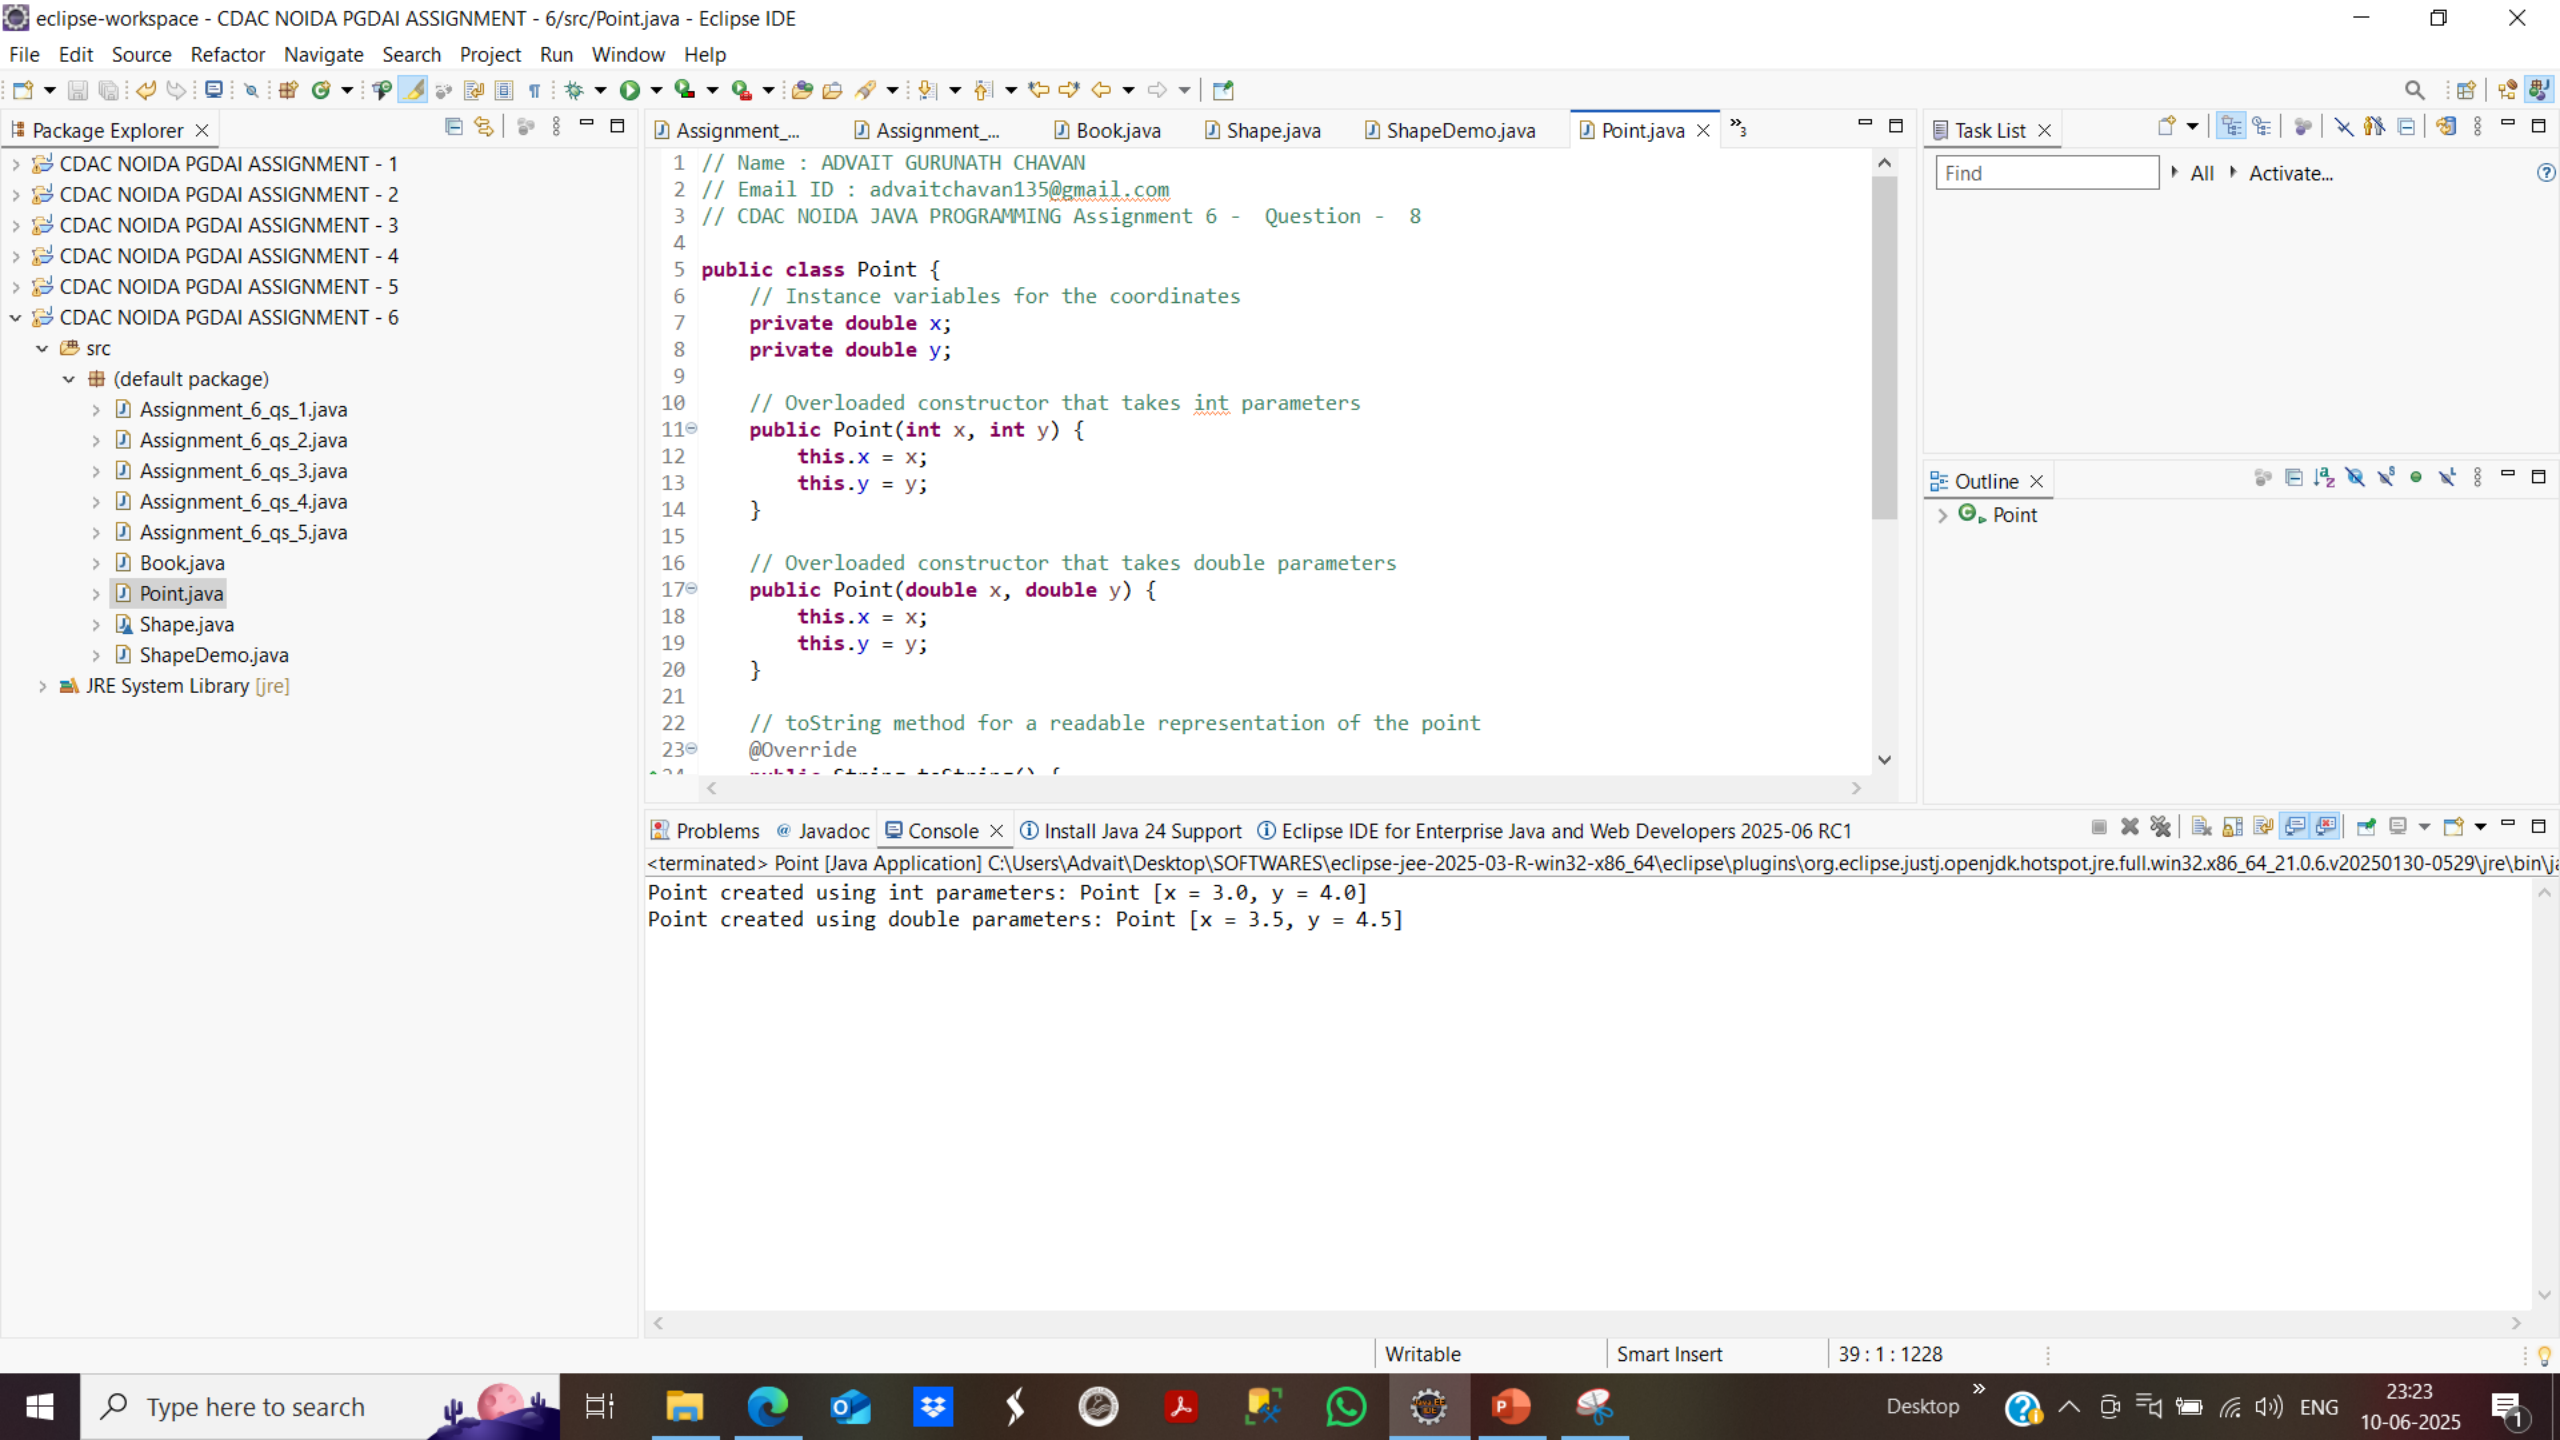 eclipse-workspace - CDAC NOIDA PGDAI ASSIGNMENT - 6/src/Point.java - Eclipse IDE
File Edit Source Refactor Navigate Search Project Run Window Help
Package Explorer
CDAC NOIDA PGDAI ASSIGNMENT - 1
CDAC NOIDA PGDAI ASSIGNMENT - 2
CDAC NOIDA PGDAI ASSIGNMENT - 3
CDAC NOIDA PGDAI ASSIGNMENT - 4
CDAC NOIDA PGDAI ASSIGNMENT - 5
CDAC NOIDA PGDAI ASSIGNMENT - 6
src
(default package)
Assignment_6_qs_1.java
Assignment_6_qs_2.java
Assignment_6_qs_3.java
Assignment_6_qs_4.java
Assignment_6_qs_5.java
Book.java
Point.java
Shape.java
ShapeDemo.java
JRE System Library [jre]
Assignment_... Assignment_... Book.java Shape.java ShapeDemo.java Point.java »3
1 // Name : ADVAIT GURUNATH CHAVAN
2 // Email ID : advaitchavan135@gmail.com
3 // CDAC NOIDA JAVA PROGRAMMING Assignment 6 -  Question -  8
4
5 public class Point {
6     // Instance variables for the coordinates
7     private double x;
8     private double y;
9
10     // Overloaded constructor that takes int parameters
11     public Point(int x, int y) {
12         this.x = x;
13         this.y = y;
14     }
15
16     // Overloaded constructor that takes double parameters
17     public Point(double x, double y) {
18         this.x = x;
19         this.y = y;
20     }
21
22     // toString method for a readable representation of the point
23     @Override
24     public String toString() {
Task List
Find All Activate...
Outline
Point
Problems Javadoc Console Install Java 24 Support Eclipse IDE for Enterprise Java and Web Developers 2025-06 RC1
<terminated> Point [Java Application] C:\Users\Advait\Desktop\SOFTWARES\eclipse-jee-2025-03-R-win32-x86_64\eclipse\plugins\org.eclipse.justj.openjdk.hotspot.jre.full.win32.x86_64_21.0.6.v20250130-0529\jre\bin\ja
Point created using int parameters: Point [x = 3.0, y = 4.0]
Point created using double parameters: Point [x = 3.5, y = 4.5]
Writable Smart Insert 39 : 1 : 1228
Type here to search
Desktop » ENG 23:23
10-06-2025
1